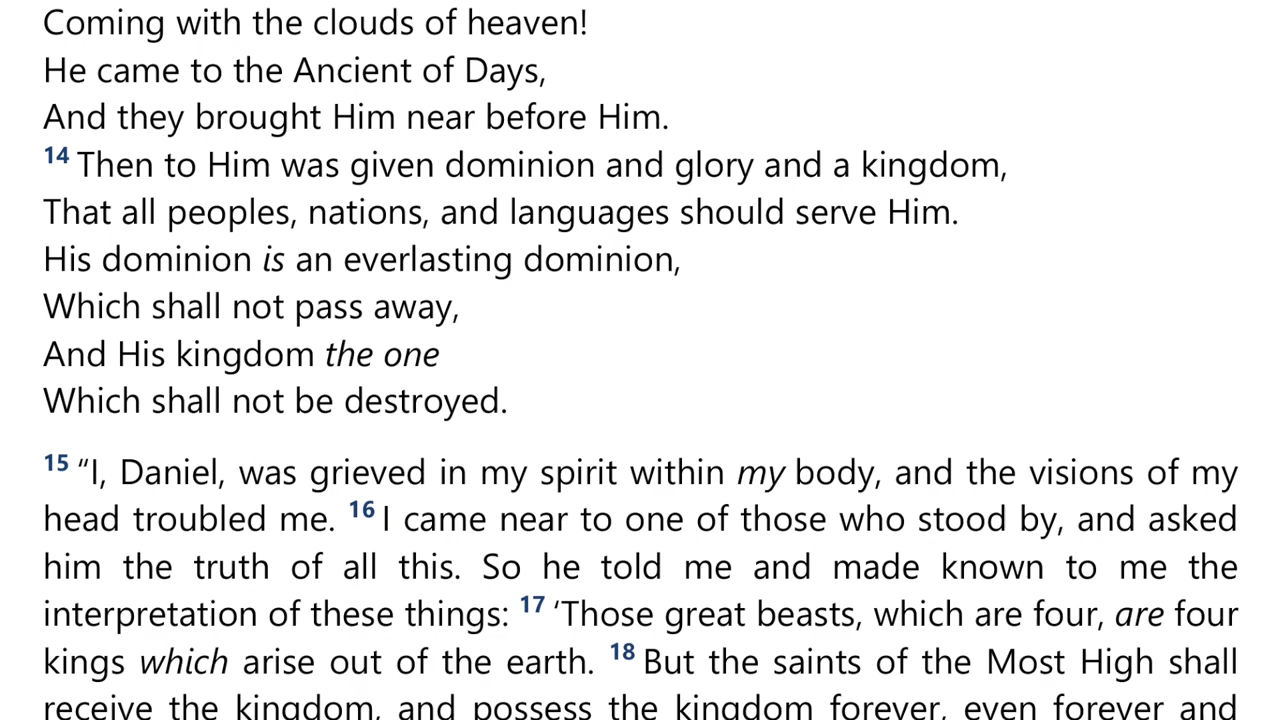 Coming with the clouds of heaven!
He came to the Ancient of Days,
And they brought Him near before Him.
14 Then to Him was given dominion and glory and a kingdom,
That all peoples, nations, and languages should serve Him.
His dominion is an everlasting dominion,
Which shall not pass away,
And His kingdom the one
Which shall not be destroyed.
15 “I, Daniel, was grieved in my spirit within my body, and the visions of my
head troubled me. 16 I came near to one of those who stood by, and asked
him the truth of all this. So he told me and made known to me the
interpretation of these things: 17 ‘Those great beasts, which are four, are four
kings which arise out of the earth. 18 But the saints of the Most High shall
receive the kingdom, and possess the kingdom forever, even forever and